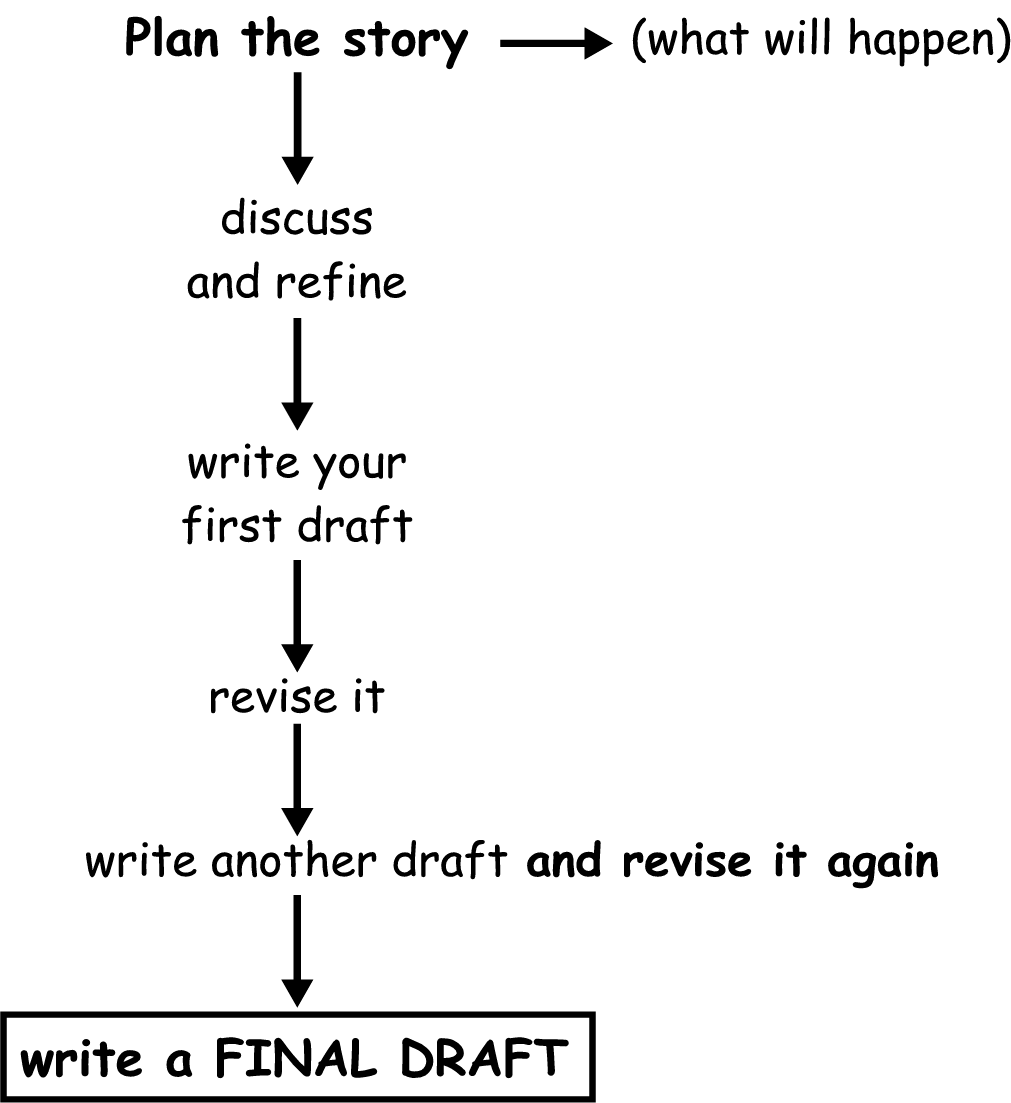 Plan the story (what will happen)
discuss
and refine
write your
first draft
revise it
write another draft and revise it again
write a FINAL DRAFT